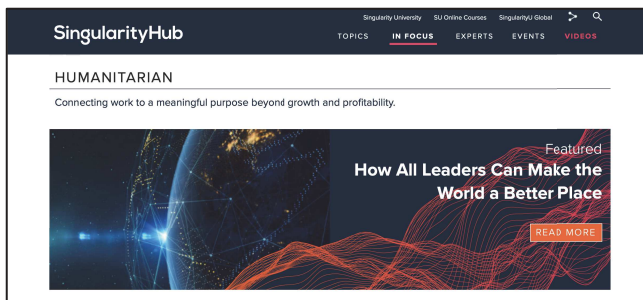 Singularity University SU Online Courses SingularityU Global
SingularityHub
TOPICS IN FOCUS EXPERTS EVENTS VIDEOS
HUMANITARIAN
Connecting work to a meaningful purpose beyond growth and profitability.
Featured
How All Leaders Can Make the
World a Better Place
READ MORE